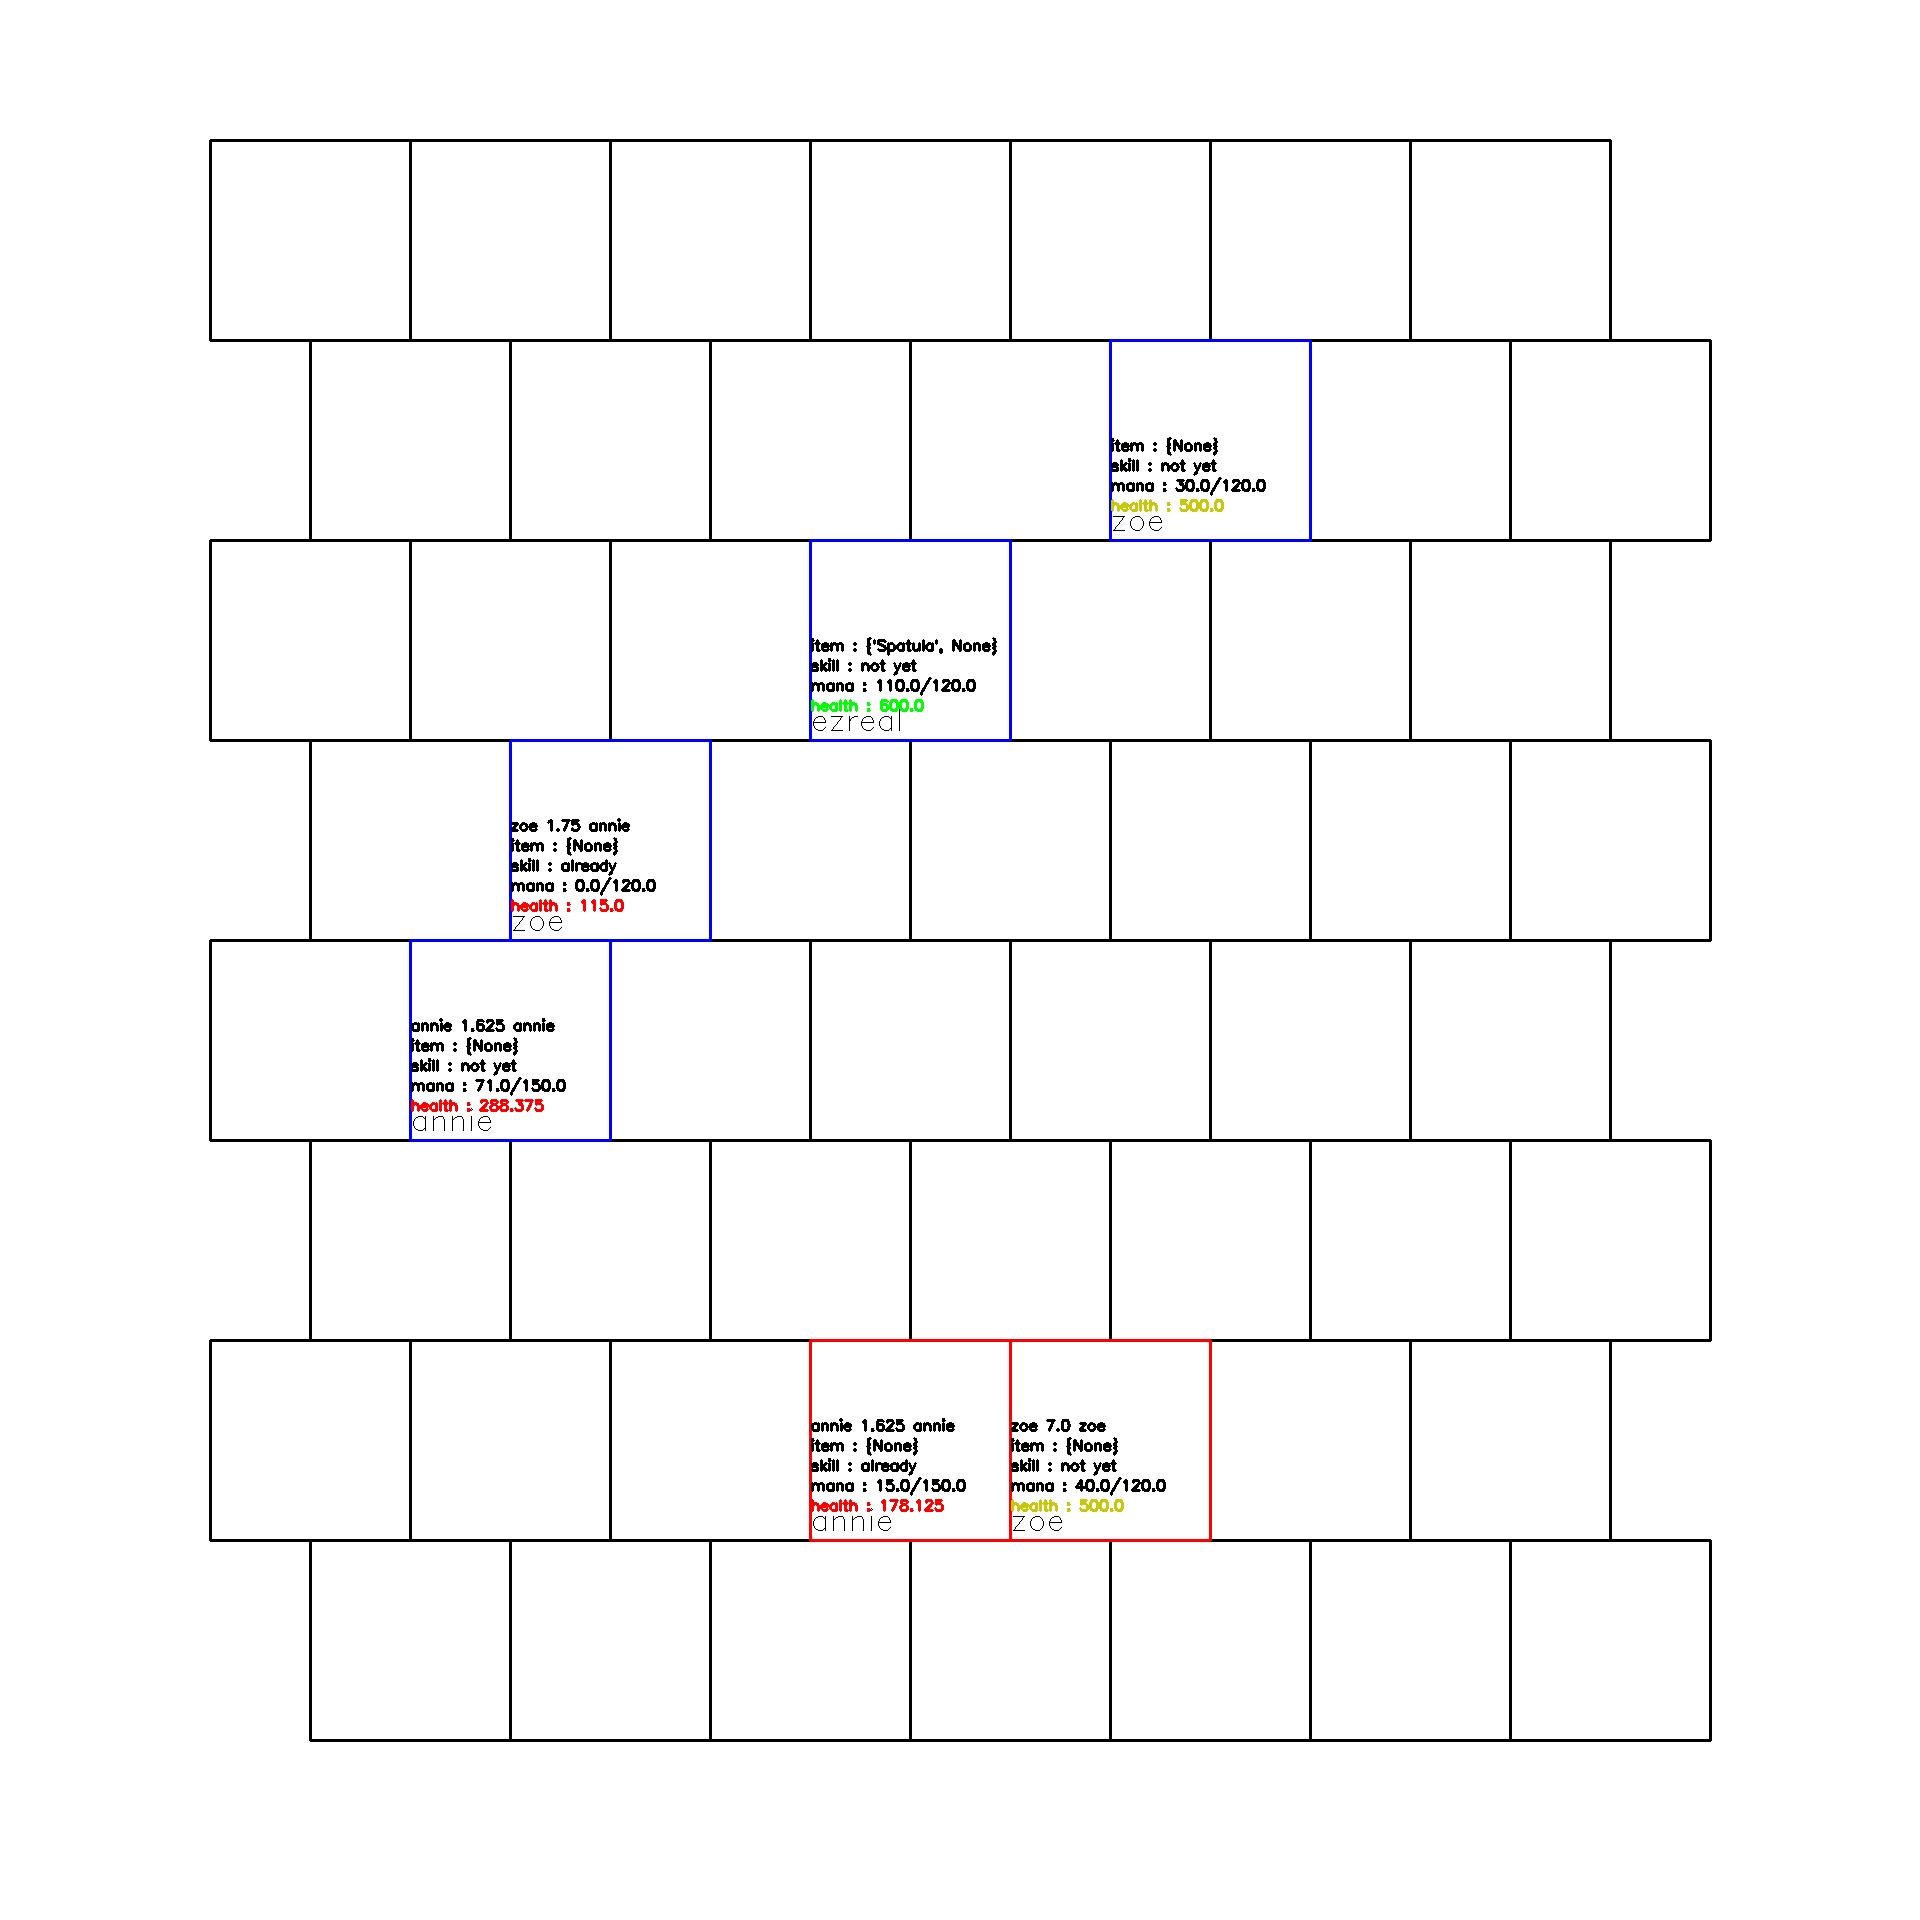 item : {None}
skill : not yet
mana : 30.0/120.0
health : 500.0
zoe
item : {'Spatula', None}
skill : not yet
mana : 110.0/120.0
health : 600.0
ezreal
zoe 1.75 annie
item : {None}
skill : already
mana : 0.0/120.0
health : 115.0
zoe
annie 1.625 annie
item : {None}
skill : not yet
mana : 71.0/150.0
health : 288.375
annie
annie 1.625 annie
item : {None}
skill : already
mana : 15.0/150.0
health : 178.125
annie
zoe 7.0 zoe
item : {None}
skill : not yet
mana : 40.0/120.0
health : 500.0
zoe